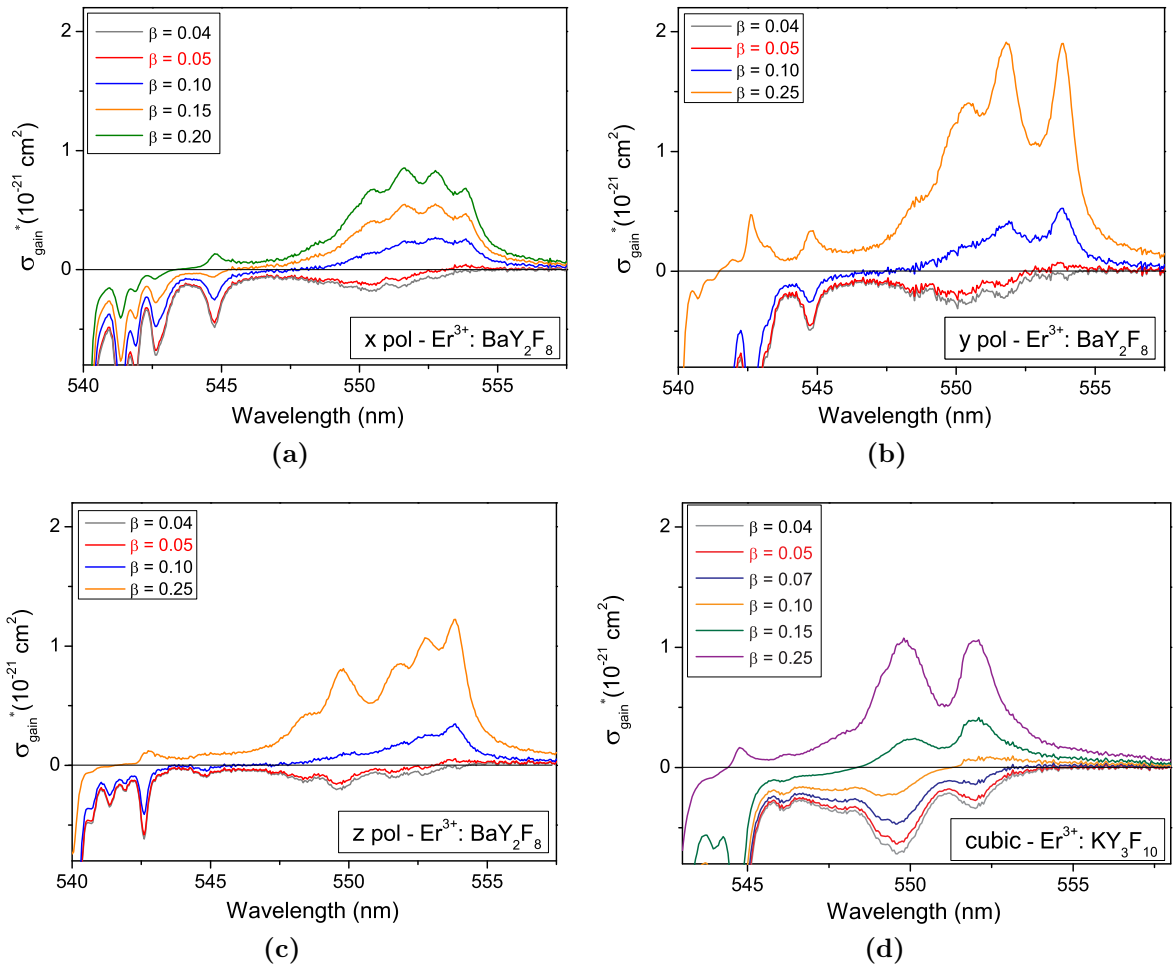 2
1
0
σ*gain(10⁻²¹ cm²)
β = 0.04
β = 0.05
β = 0.10
β = 0.15
β = 0.20
x pol - Er³⁺: BaY₂F₈
540 545 550 555
Wavelength (nm)
(a)
2
1
0
σ*gain(10⁻²¹ cm²)
β = 0.04
β = 0.05
β = 0.10
β = 0.25
y pol - Er³⁺: BaY₂F₈
540 545 550 555
Wavelength (nm)
(b)
2
1
0
σ*gain(10⁻²¹ cm²)
β = 0.04
β = 0.05
β = 0.10
β = 0.25
z pol - Er³⁺: BaY₂F₈
540 545 550 555
Wavelength (nm)
(c)
2
1
0
σ*gain(10⁻²¹ cm²)
β = 0.04
β = 0.05
β = 0.07
β = 0.10
β = 0.15
β = 0.25
cubic - Er³⁺: KY₃F₁₀
545 550 555
Wavelength (nm)
(d)